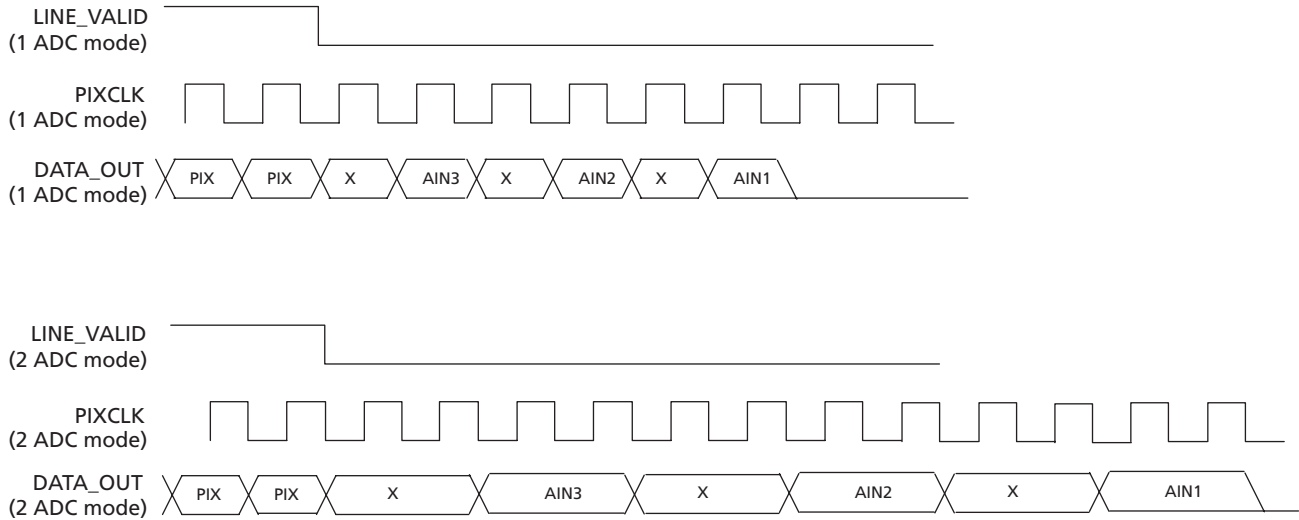 LINE_VALID
(1 ADC mode)
PIXCLK
(1 ADC mode)
DATA_OUT
(1 ADC mode)
PIX PIX X AIN3 X AIN2 X AIN1
LINE_VALID
(2 ADC mode)
PIXCLK
(2 ADC mode)
DATA_OUT
(2 ADC mode)
PIX PIX X AIN3 X AIN2 X AIN1